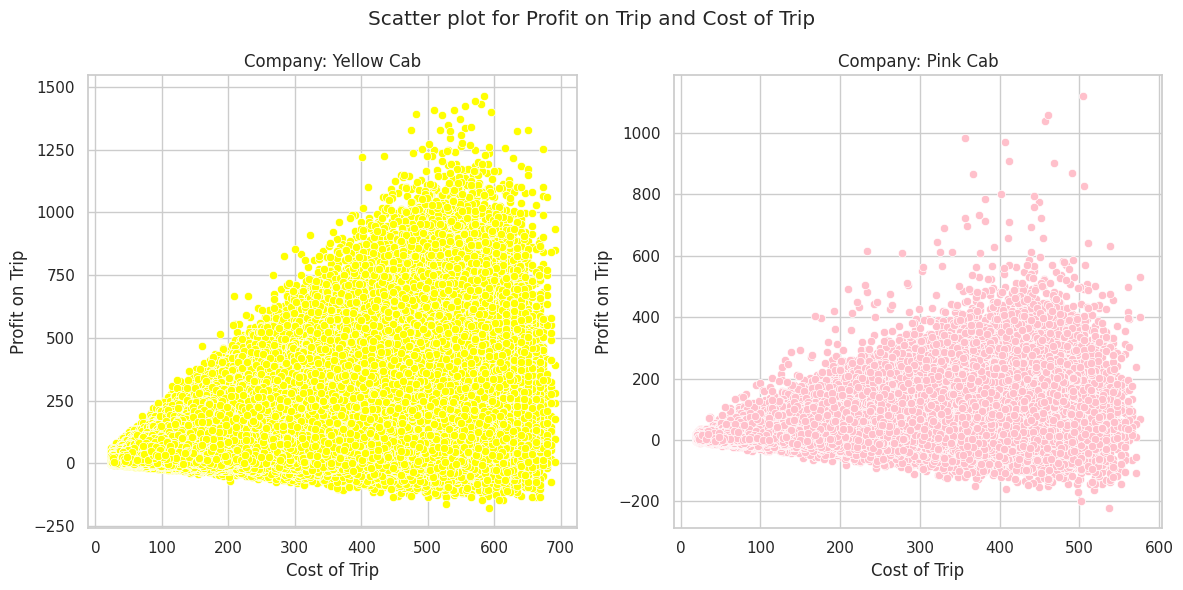 Scatter plot for Profit on Trip and Cost of Trip
Company: Yellow Cab
1500
1250
1000
750
500
250
0
−250
Profit on Trip
0 100 200 300 400 500 600 700
Cost of Trip
Company: Pink Cab
1000
800
600
400
200
0
−200
Profit on Trip
0 100 200 300 400 500 600
Cost of Trip